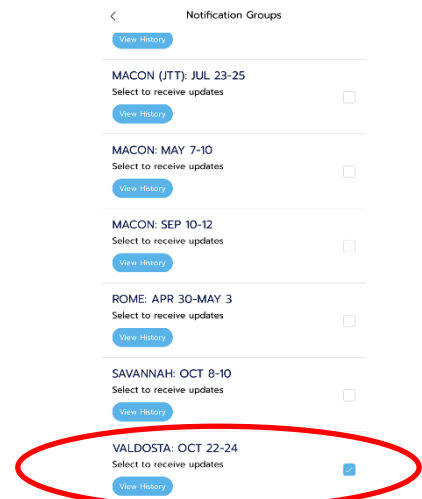 Notification Groups
View History
MACON (JTT): JUL 23-25
Select to receive updates
View History
MACON: MAY 7-10
Select to receive updates
View History
MACON: SEP 10-12
Select to receive updates
View History
ROME: APR 30-MAY 3
Select to receive updates
View History
SAVANNAH: OCT 8-10
Select to receive updates
View History
VALDOSTA: OCT 22-24
Select to receive updates
View History